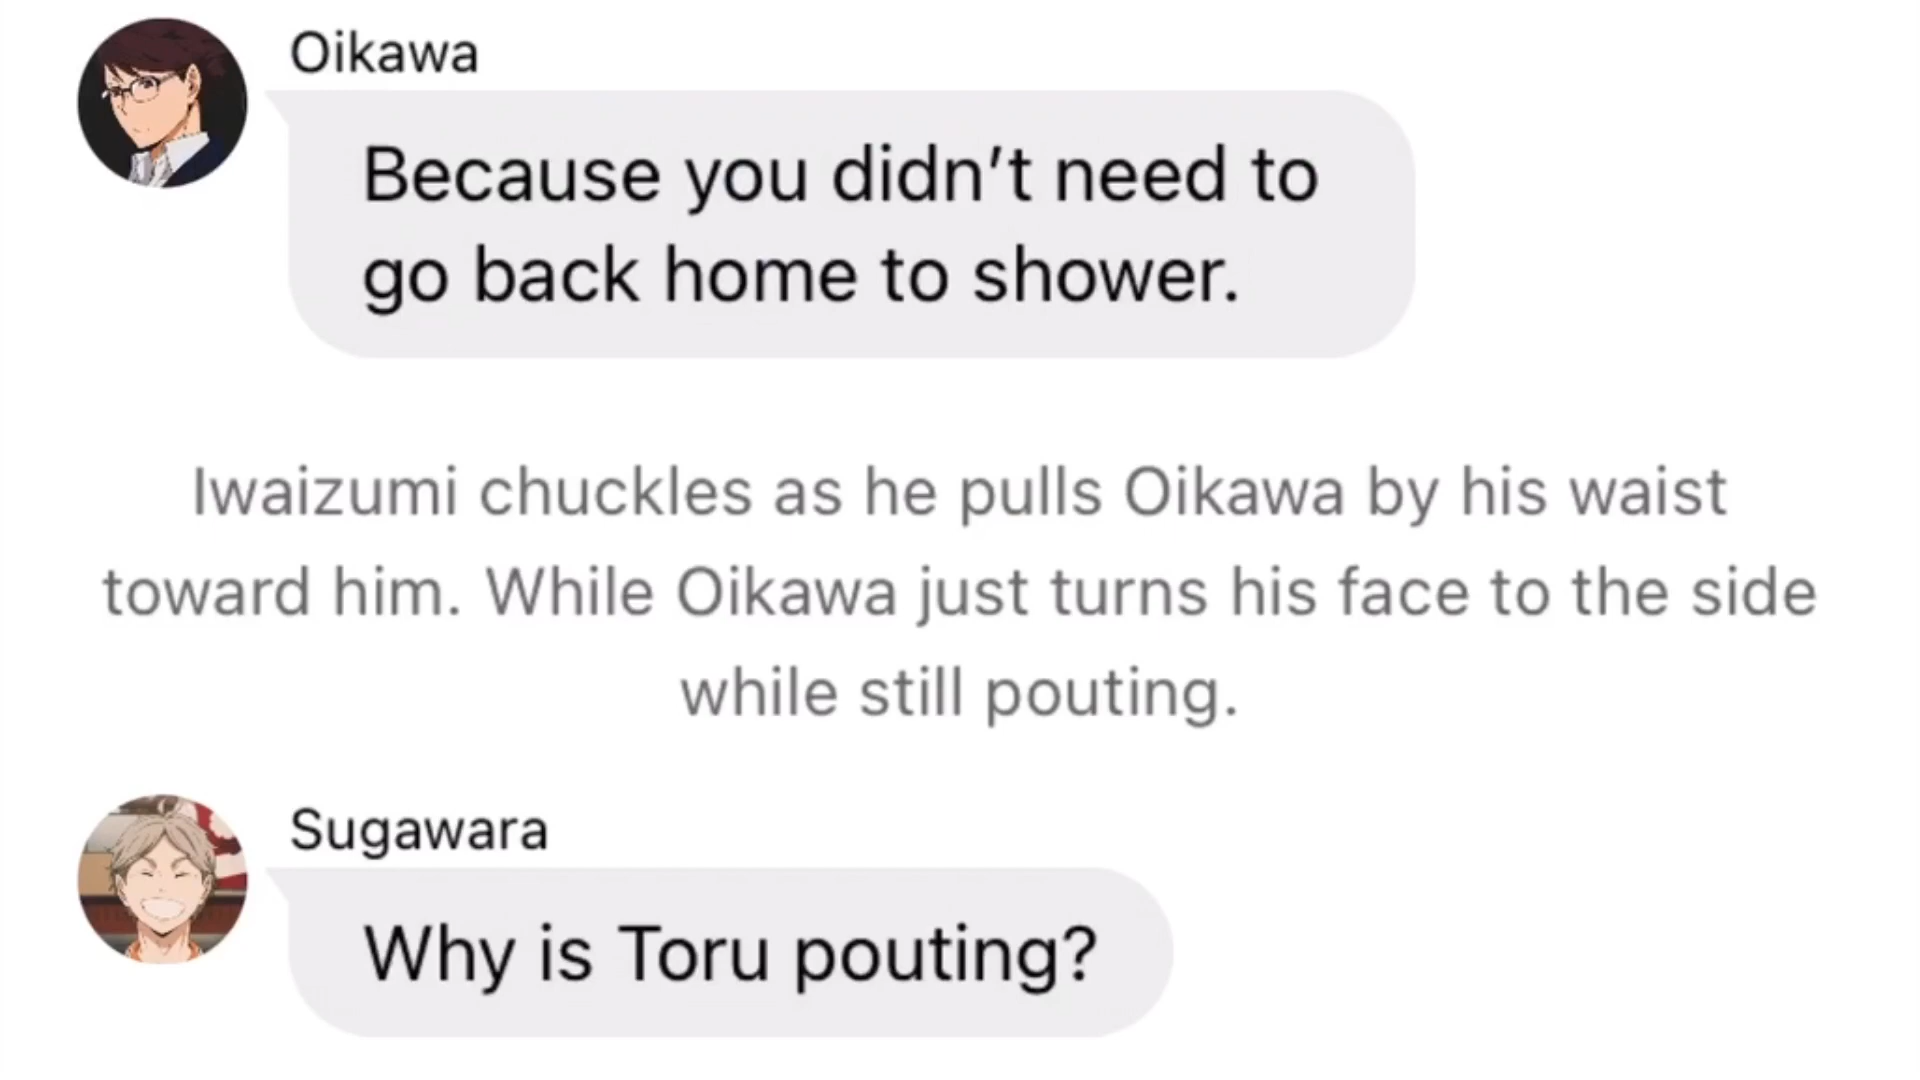 Oikawa
Because you didn’t need to
go back home to shower.
Iwaizumi chuckles as he pulls Oikawa by his waist
toward him. While Oikawa just turns his face to the side
while still pouting.
Sugawara
Why is Toru pouting?